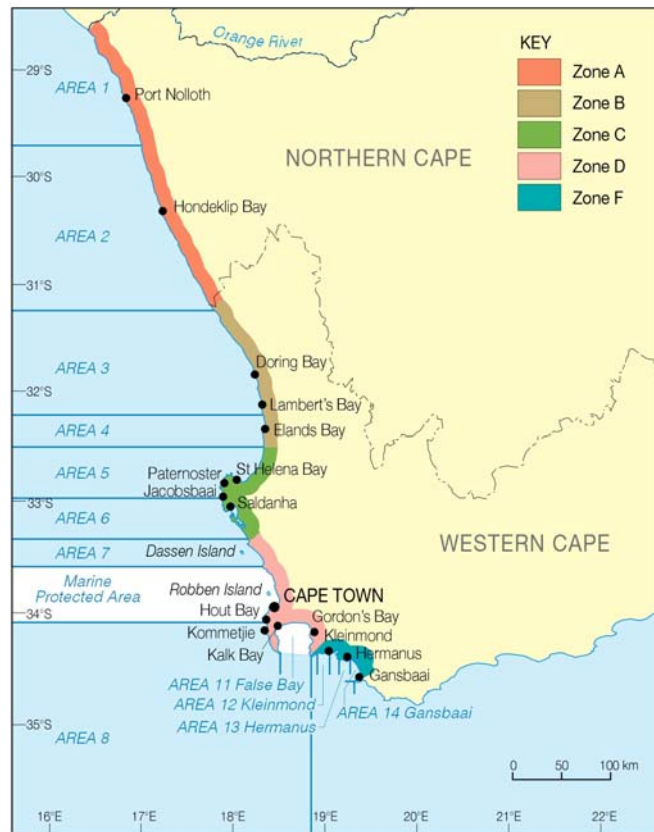 Orange River
KEY
Zone A
Zone B
Zone C
Zone D
Zone F
29°S
AREA 1
Port Nolloth
NORTHERN CAPE
30°S
Hondeklip Bay
AREA 2
31°S
AREA 3
Doring Bay
32°S
Lambert's Bay
AREA 4
Elands Bay
AREA 5
St Helena Bay
Paternoster
Jacobsbaai
33°S
Saldanha
AREA 6
AREA 7
Dassen Island
WESTERN CAPE
Marine
Protected Area
Robben Island
CAPE TOWN
34°S
Hout Bay
Gordon's Bay
Kommetjie
Kleinmond
Kalk Bay
Hermanus
Gansbaai
AREA 11 False Bay
AREA 12 Kleinmond
AREA 13 Hermanus
AREA 14 Gansbaai
35°S
AREA 8
0 50 100 km
16°E 17°E 18°E 19°E 20°E 21°E 22°E